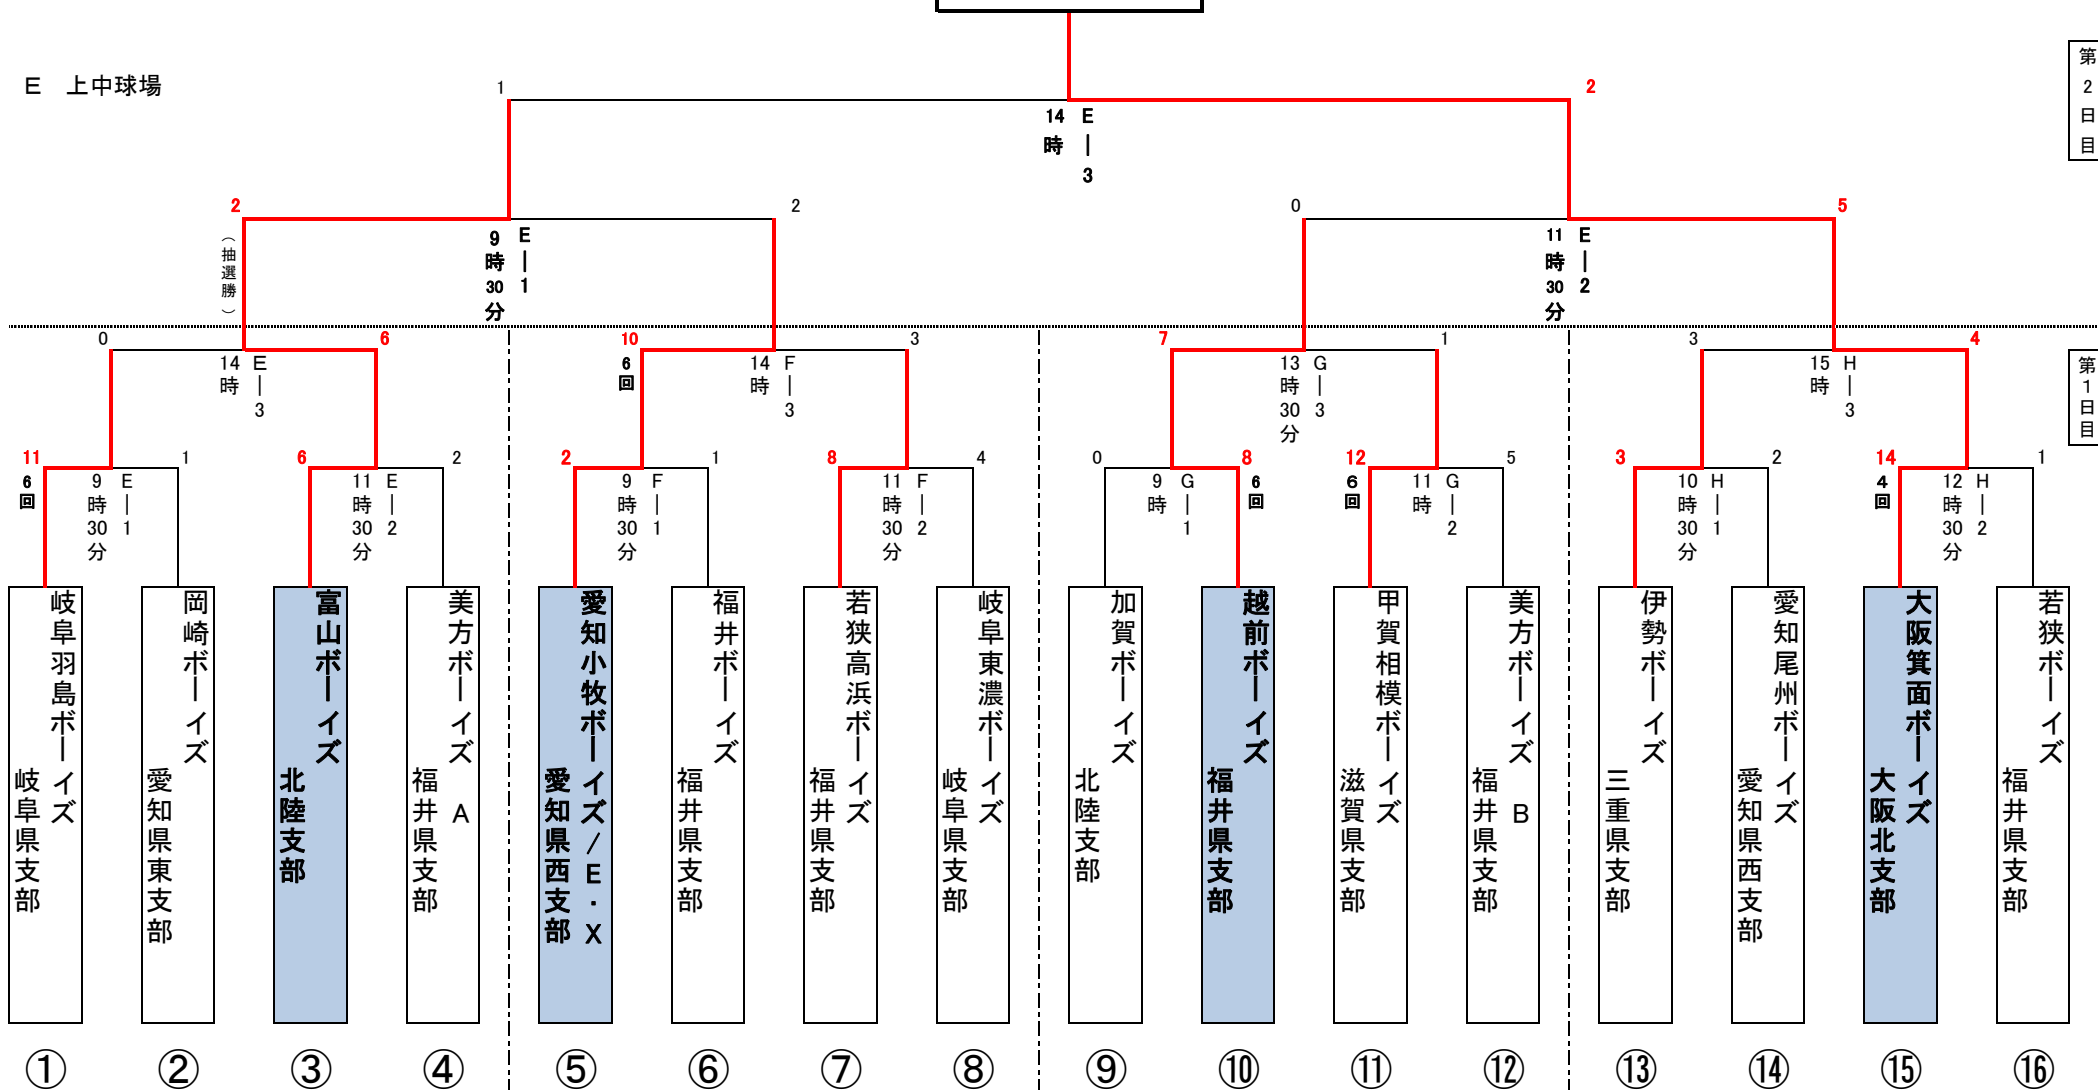 E 上中球場
第2日目
1
2
14時
E｜3
2
2
0
5
（抽選勝）
9時30分
E｜1
11時30分
E｜2
0
6
10
3
7
1
3
4
14時
E｜3
6回
14時
F｜3
13時30分
G｜3
15時
H｜3
第1日目
11
1
6
2
2
1
8
4
0
8
12
5
3
2
14
1
6回
9時30分
E｜1
11時30分
E｜2
9時30分
F｜1
11時30分
F｜2
9時
G｜1
6回
6回
11時
G｜2
10時30分
H｜1
4回
12時30分
H｜2
岐阜羽島ボーイズ
岐阜県支部
岡崎ボーイズ
愛知県東支部
富山ボーイズ
北陸支部
美方ボーイズ A
福井県支部
愛知小牧ボーイズ/E・X
愛知県西支部
福井ボーイズ
福井県支部
若狭高浜ボーイズ
福井県支部
岐阜東濃ボーイズ
岐阜県支部
加賀ボーイズ
北陸支部
越前ボーイズ
福井県支部
甲賀相模ボーイズ
滋賀県支部
美方ボーイズ B
福井県支部
伊勢ボーイズ
三重県支部
愛知尾州ボーイズ
愛知県西支部
大阪箕面ボーイズ
大阪北支部
若狭ボーイズ
福井県支部
① ② ③ ④ ⑤ ⑥ ⑦ ⑧ ⑨ ⑩ ⑪ ⑫ ⑬ ⑭ ⑮ ⑯